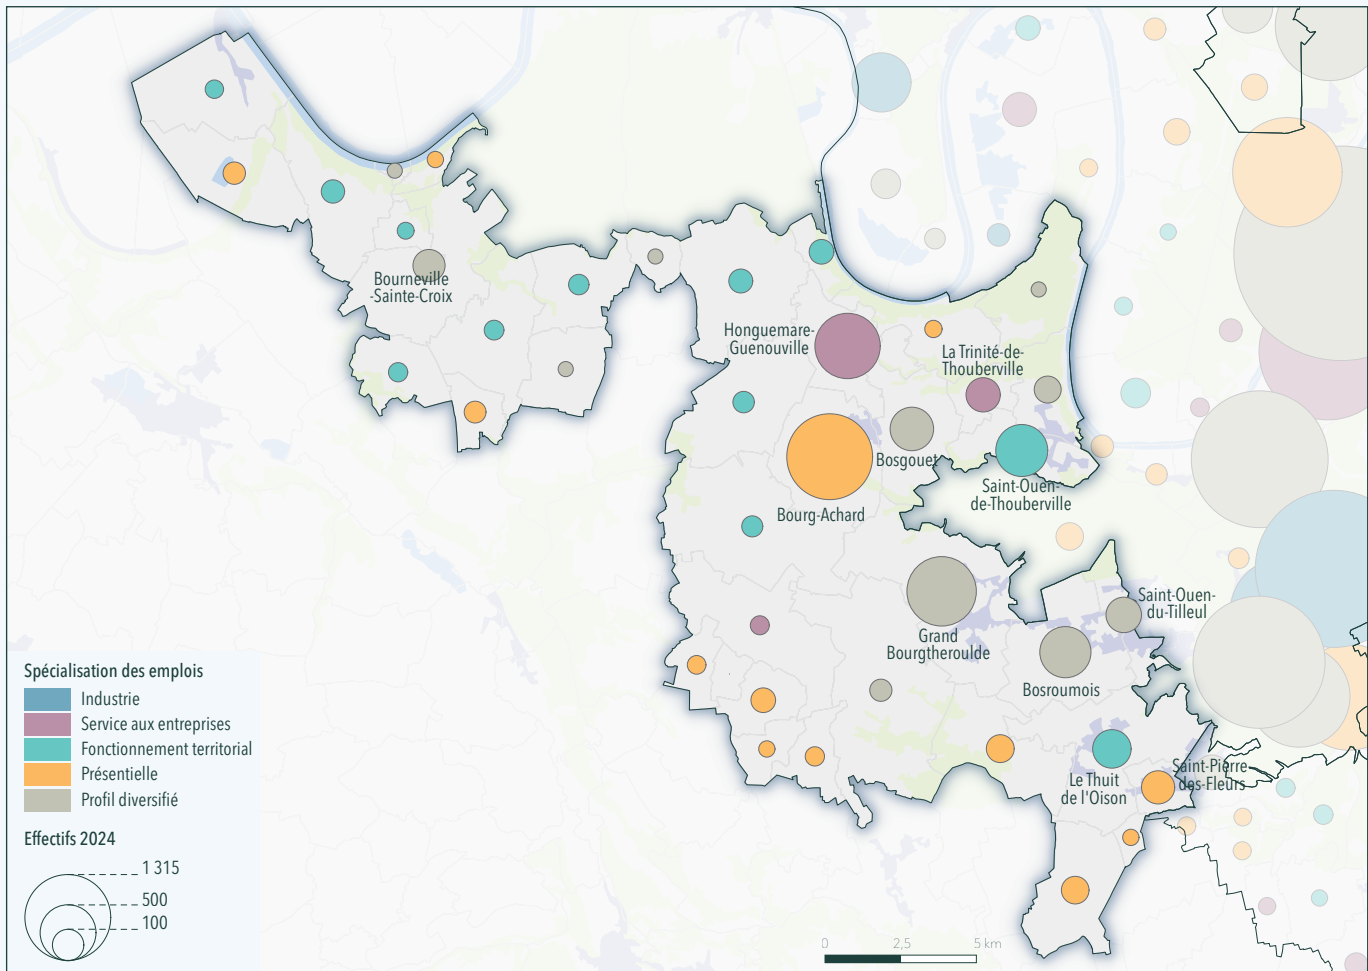 Bourneville
-Sainte-Croix
Honguemare-
Guenouville
La Trinité-de-
Thouberville
Bosgouet
Saint-Ouen-
de-Thouberville
Bourg-Achard
Grand
Bourgtheroulde
Saint-Ouen-
du-Tilleul
Bosroumois
Le Thuit
de l'Oison
Saint-Pierre
des-Fleurs
Spécialisation des emplois
Industrie
Service aux entreprises
Fonctionnement territorial
Présentielle
Profil diversifié
Effectifs 2024
1 315
500
100
0 2,5 5 km